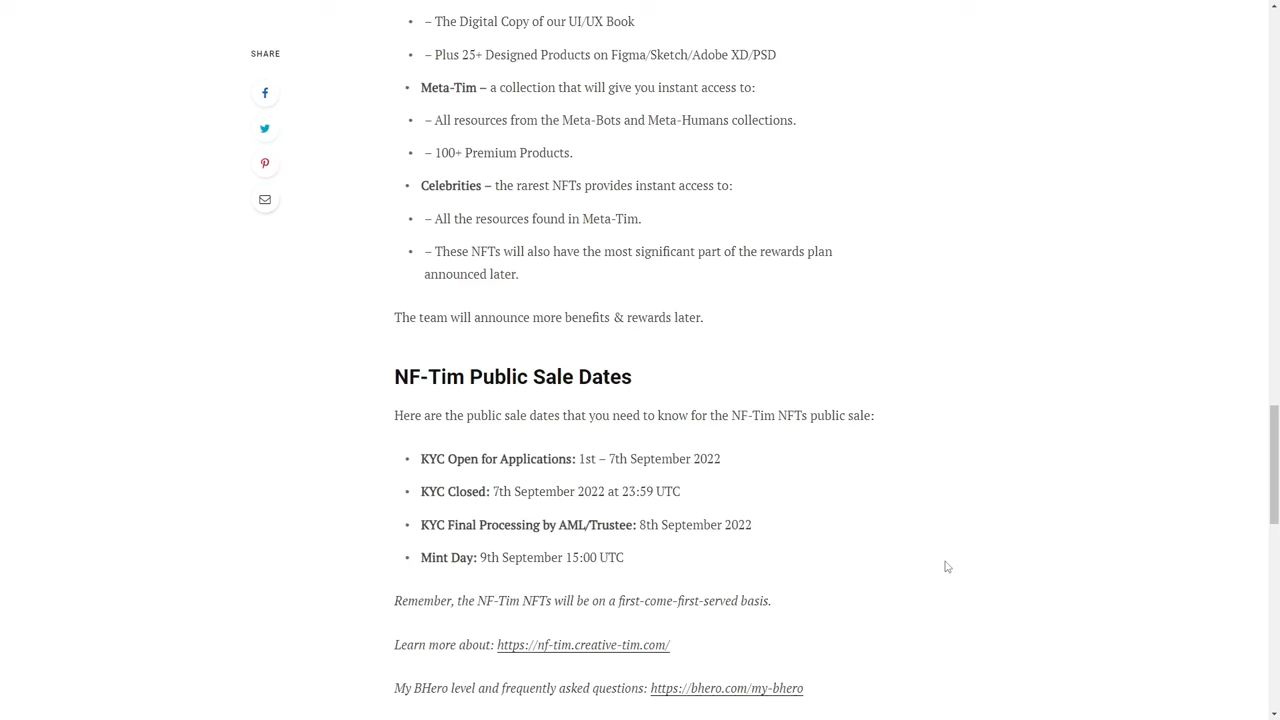 • – The Digital Copy of our UI/UX Book
SHARE
• – Plus 25+ Designed Products on Figma/Sketch/Adobe XD/PSD
• Meta-Tim – a collection that will give you instant access to:
• – All resources from the Meta-Bots and Meta-Humans collections.
• – 100+ Premium Products.
• Celebrities – the rarest NFTs provides instant access to:
• – All the resources found in Meta-Tim.
• – These NFTs will also have the most significant part of the rewards plan
announced later.
The team will announce more benefits & rewards later.
NF-Tim Public Sale Dates
Here are the public sale dates that you need to know for the NF-Tim NFTs public sale:
• KYC Open for Applications: 1st – 7th September 2022
• KYC Closed: 7th September 2022 at 23:59 UTC
• KYC Final Processing by AML/Trustee: 8th September 2022
• Mint Day: 9th September 15:00 UTC
Remember, the NF-Tim NFTs will be on a first-come-first-served basis.
Learn more about: https://nf-tim.creative-tim.com/
My BHero level and frequently asked questions: https://bhero.com/my-bhero